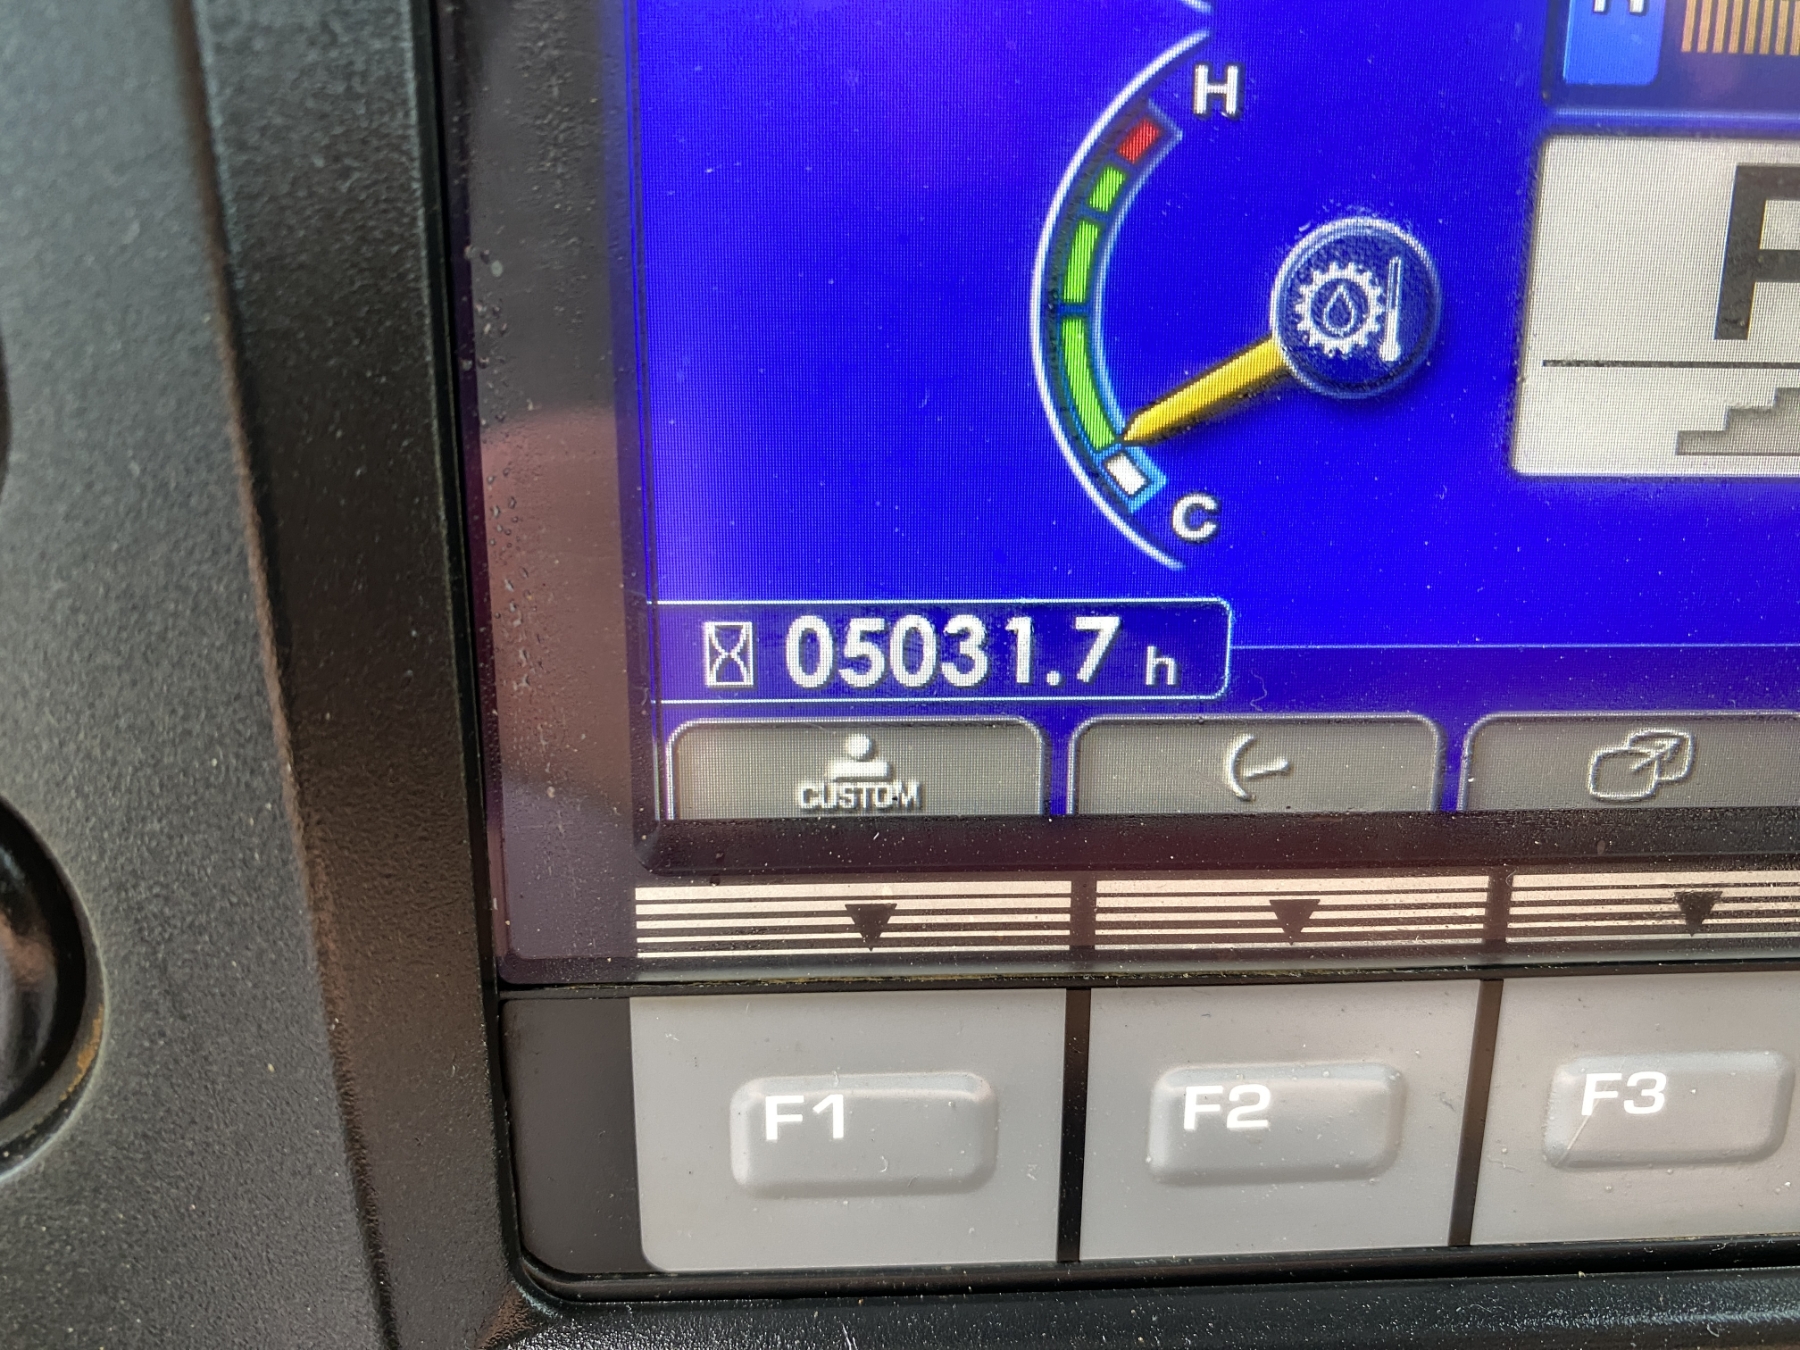 H
C
05031.7 h
CUSTOM
F1 F2 F3